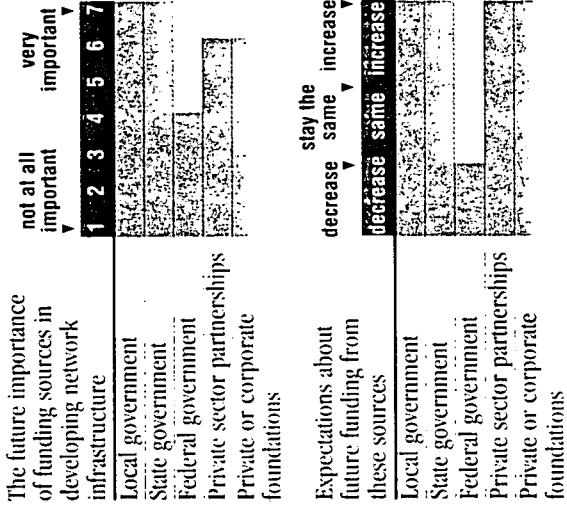 The future importance
of funding sources in
developing network
infrastructure
not at all
important
very
important
1 2 3 4 5 6 7
Local government
State government
Federal government
Private sector partnerships
Private or corporate
foundations
Expectations about
future funding from
these sources
decrease
stay the
same
increase
decrease same increase
Local government
State government
Federal government
Private sector partnerships
Private or corporate
foundations